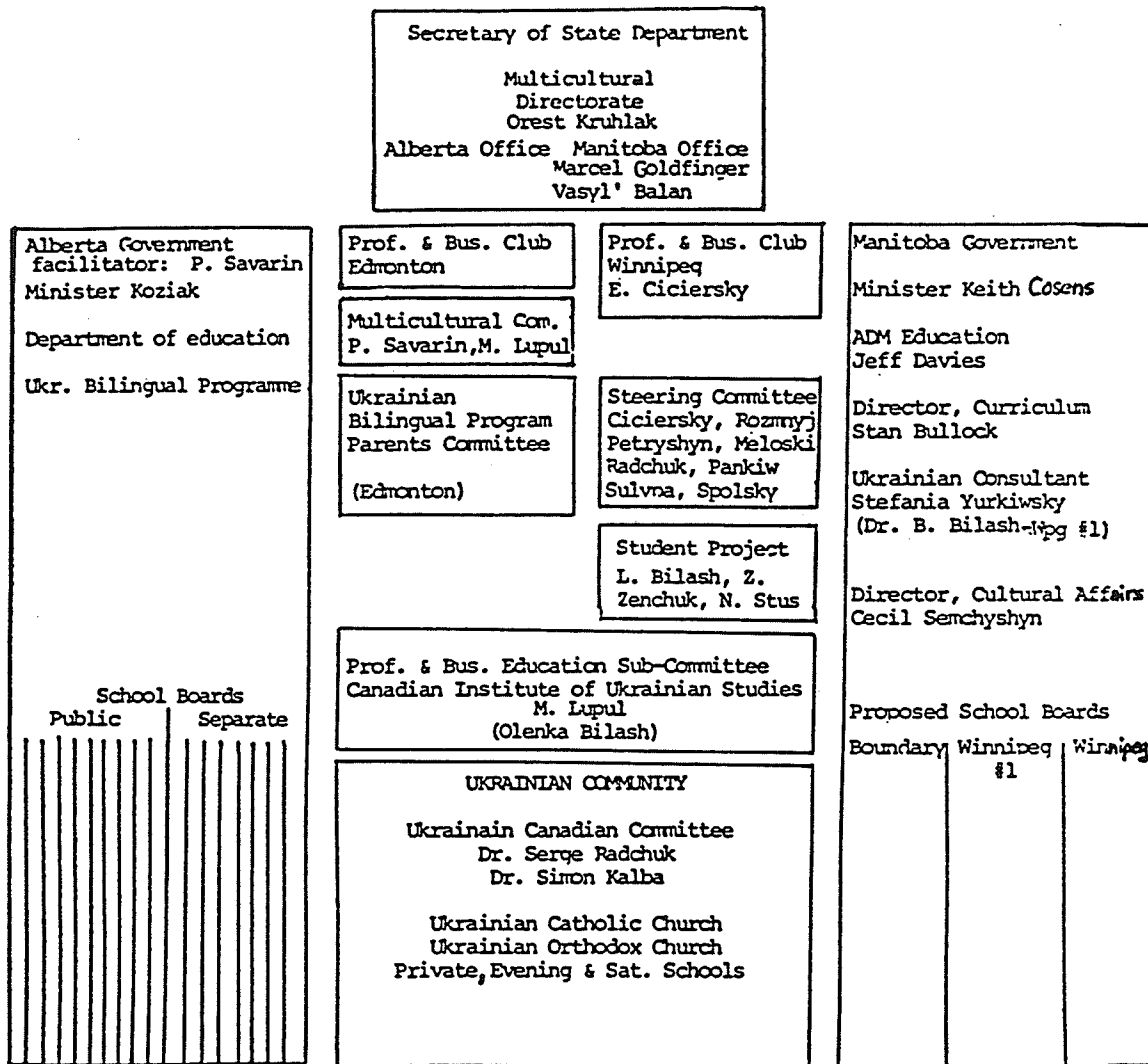 Secretary of State Department
Multicultural
Directorate
Orest Kruhlak
Alberta Office Manitoba Office
Marcel Goldfinger
Vasyl' Balan
Alberta Government
facilitator: P. Savarin
Minister Koziak
Department of education
Ukr. Bilingual Programme
School Boards
Public Separate
Prof. & Bus. Club
Edmonton
Multicultural Com.
P. Savarin, M. Lupul
Ukrainian
Bilingual Program
Parents Committee
(Edmonton)
Prof. & Bus. Club
Winnipeg
E. Ciciersky
Steering Committee
Ciciersky, Rozmyj
Petryshyn, Meloski
Radchuk, Pankiw
Sulyma, Spolsky
Student Project
L. Bilash, Z.
Zenchuk, N. Stus
Prof. & Bus. Education Sub-Committee
Canadian Institute of Ukrainian Studies
M. Lupul
(Olenka Bilash)
UKRAINIAN COMMUNITY
Ukrainain Canadian Committee
Dr. Serge Radchuk
Dr. Simon Kalba
Ukrainian Catholic Church
Ukrainian Orthodox Church
Private, Evening & Sat. Schools
Manitoba Government
Minister Keith Cosens
ADM Education
Jeff Davies
Director, Curriculum
Stan Bullock
Ukrainian Consultant
Stefania Yurkiwsky
(Dr. B. Bilash-Wpg #1)
Director, Cultural Affairs
Cecil Semchyshyn
Proposed School Boards
Boundary Winnipeg Winnipeg
#1